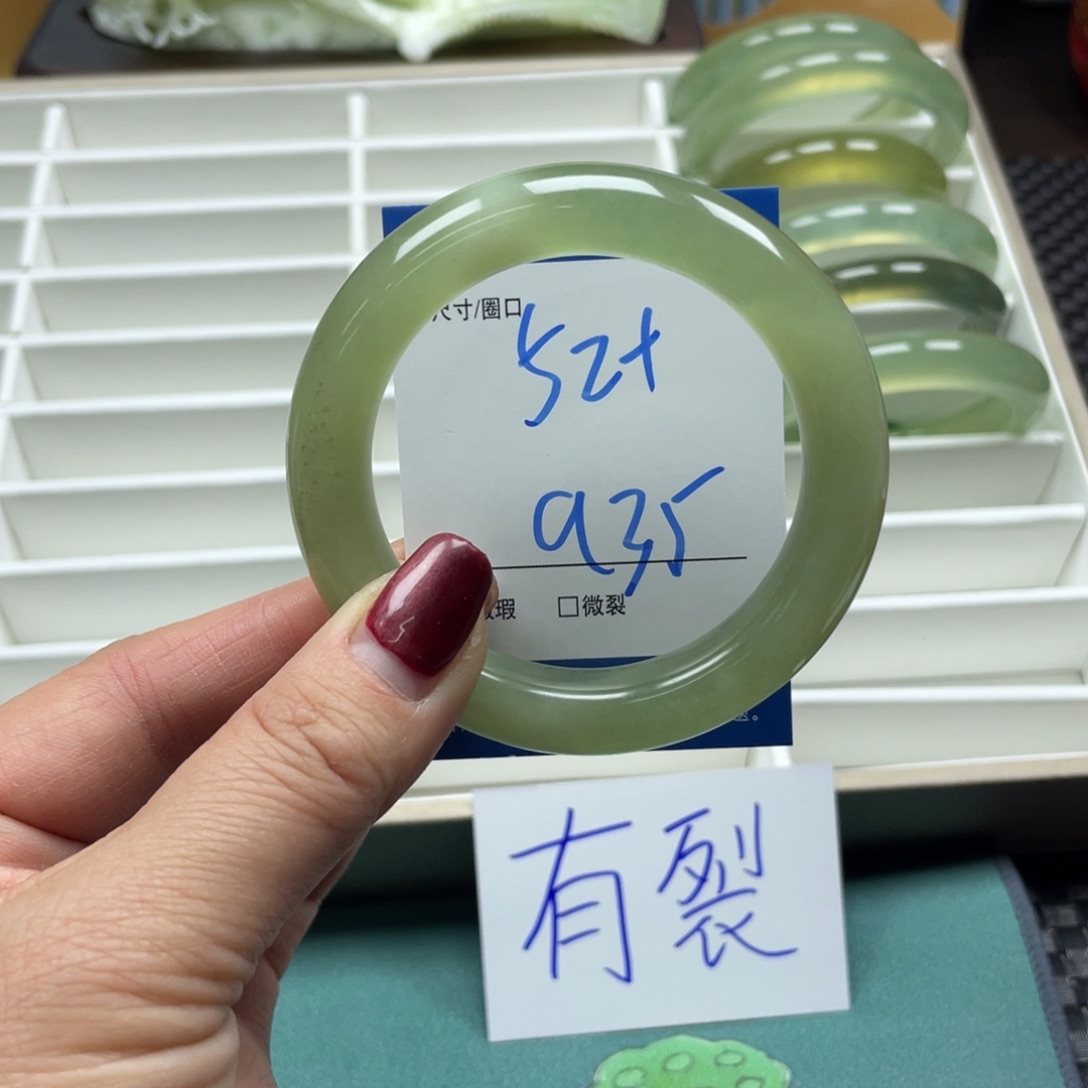 尺寸/圈口
52+
935
瑕 □微裂
有裂